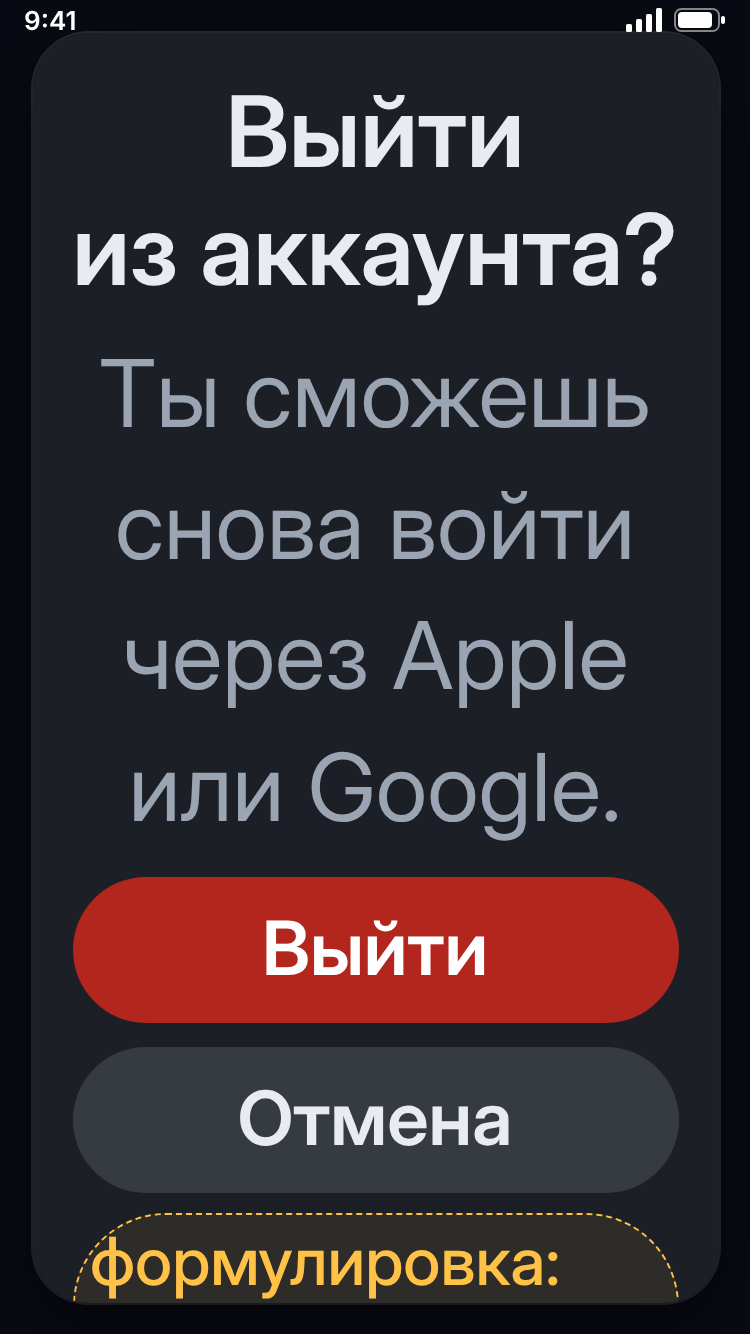 9:41
Выйти
из аккаунта?
Ты сможешь
снова войти
через Apple
или Google.
Выйти
Отмена
формулировка: